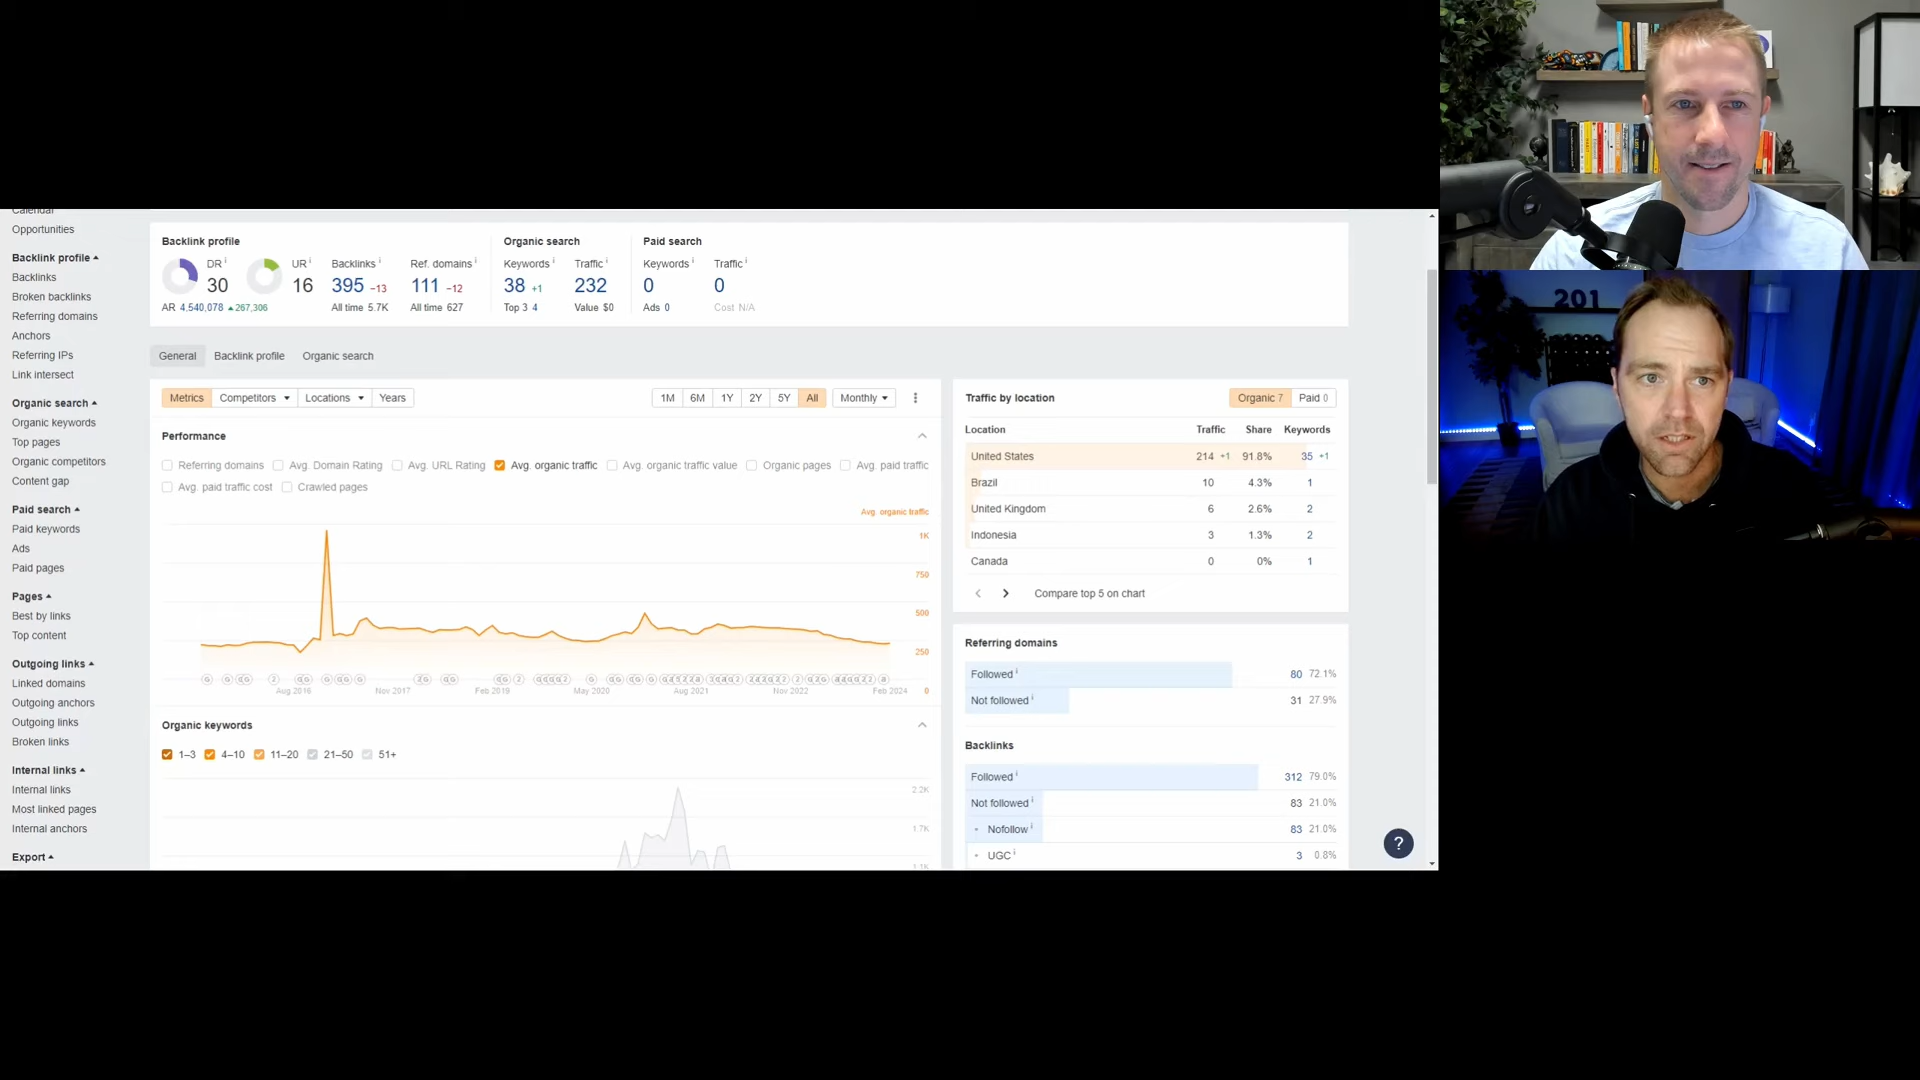 Calendar
Opportunities
Backlink profile
Backlinks
Broken backlinks
Referring domains
Anchors
Referring IPs
Link intersect
Organic search
Organic keywords
Top pages
Organic competitors
Content gap
Paid search
Paid keywords
Ads
Paid pages
Pages
Best by links
Top content
Outgoing links
Linked domains
Outgoing anchors
Outgoing links
Broken links
Internal links
Internal links
Most linked pages
Internal anchors
Export
Backlink profile
DR 30
UR 16
AR 4,540,078 267,306
Backlinks
395 −13
All time 5.7K
Ref. domains
111 −12
All time 627
Organic search
Keywords
38 +1
Top 3 4
Traffic
232
Value $0
Paid search
Keywords
0
Ads 0
Traffic
0
Cost N/A
General Backlink profile Organic search
Metrics Competitors Locations Years
1M 6M 1Y 2Y 5Y All Monthly
Performance
Referring domains Avg. Domain Rating Avg. URL Rating Avg. organic traffic Avg. organic traffic value Organic pages Avg. paid traffic
Avg. paid traffic cost Crawled pages
Avg. organic traffic
1K
750
500
250
0
Aug 2016 Nov 2017 Feb 2019 May 2020 Aug 2021 Nov 2022 Feb 2024
Organic keywords
1–3 4–10 11–20 21–50 51+
2.2K
1.7K
1.1K
Traffic by location
Organic 7 Paid 0
Location Traffic Share Keywords
United States 214 +1 91.8% 35 +1
Brazil 10 4.3% 1
United Kingdom 6 2.6% 2
Indonesia 3 1.3% 2
Canada 0 0% 1
Compare top 5 on chart
Referring domains
Followed 80 72.1%
Not followed 31 27.9%
Backlinks
Followed 312 79.0%
Not followed 83 21.0%
Nofollow 83 21.0%
UGC 3 0.8%
?
201